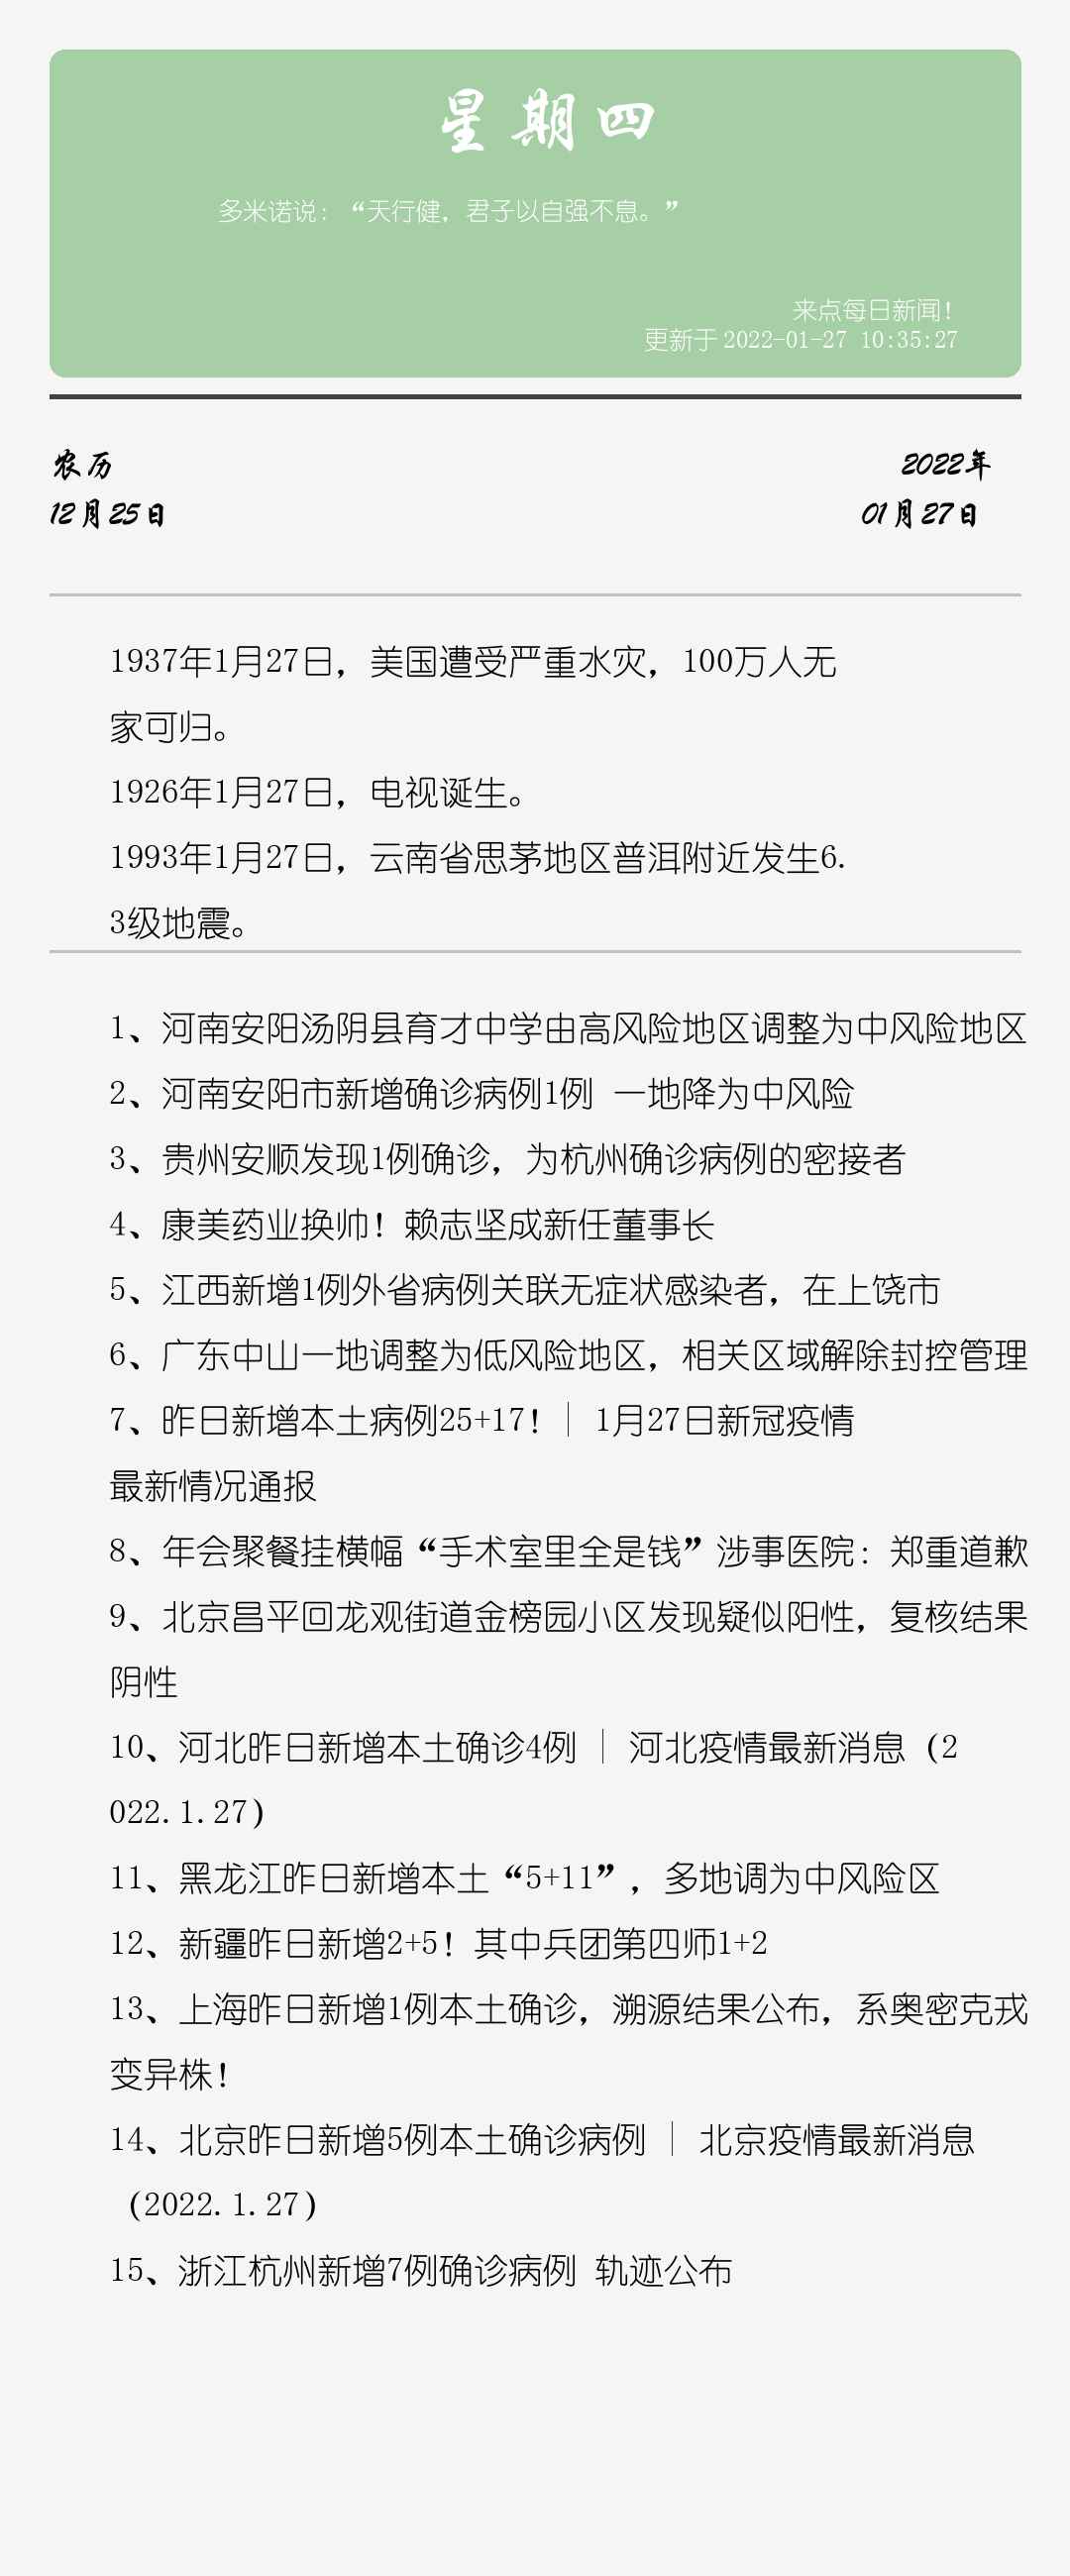 星期四
多米诺说：“天行健，君子以自强不息。”
来点每日新闻！
更新于 2022-01-27 10:35:27
农历
12月25日
2022年
01月27日
1937年1月27日，美国遭受严重水灾，100万人无
家可归。
1926年1月27日，电视诞生。
1993年1月27日，云南省思茅地区普洱附近发生6.
3级地震。
1、河南安阳汤阴县育才中学由高风险地区调整为中风险地区
2、河南安阳市新增确诊病例1例 一地降为中风险
3、贵州安顺发现1例确诊，为杭州确诊病例的密接者
4、康美药业换帅！赖志坚成新任董事长
5、江西新增1例外省病例关联无症状感染者，在上饶市
6、广东中山一地调整为低风险地区，相关区域解除封控管理
7、昨日新增本土病例25+17！｜ 1月27日新冠疫情
最新情况通报
8、年会聚餐挂横幅“手术室里全是钱”涉事医院：郑重道歉
9、北京昌平回龙观街道金榜园小区发现疑似阳性，复核结果
阴性
10、河北昨日新增本土确诊4例 ｜ 河北疫情最新消息（2
022.1.27）
11、黑龙江昨日新增本土“5+11”，多地调为中风险区
12、新疆昨日新增2+5！其中兵团第四师1+2
13、上海昨日新增1例本土确诊，溯源结果公布，系奥密克戎
变异株！
14、北京昨日新增5例本土确诊病例 ｜ 北京疫情最新消息
（2022.1.27）
15、浙江杭州新增7例确诊病例 轨迹公布